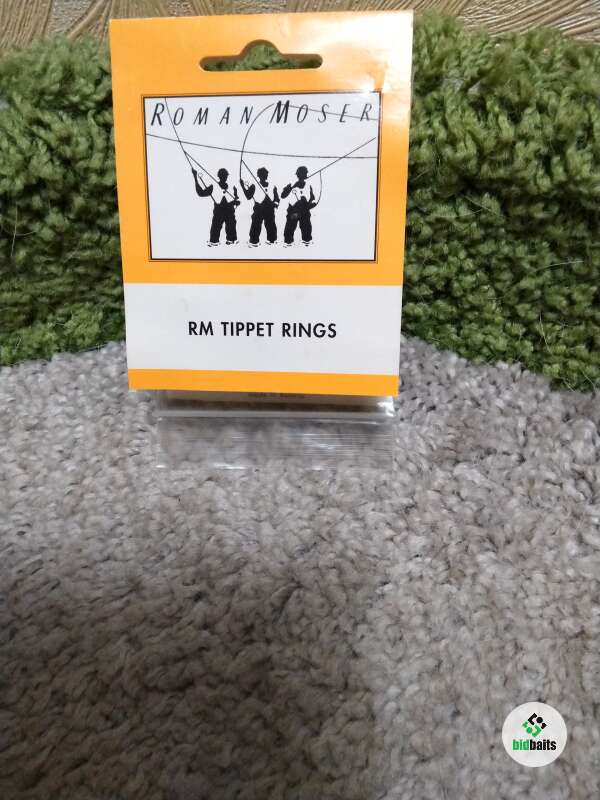 ROMAN MOSER
RM TIPPET RINGS
bidbaits